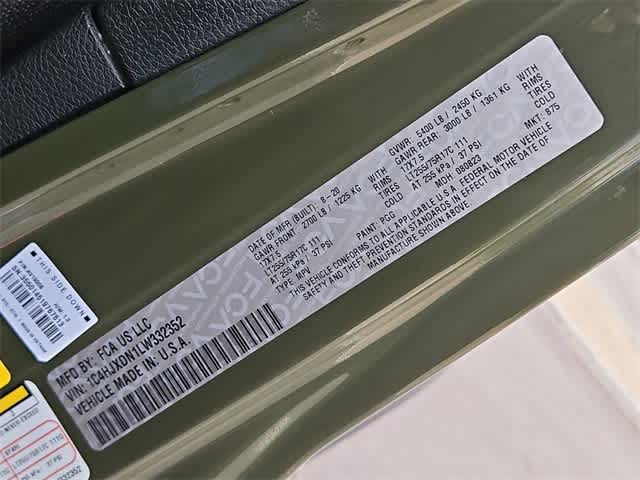 MFD BY: FCA US LLC
VIN: 1C4HJXDN1LW332352
VEHICLE MADE IN U.S.A.
DATE OF MFR (BUILT): 8-20
GVWR: 5400 LB / 2450 KG
GAWR FRONT: 2700 LB / 1225 KG WITH
GAWR REAR: 3000 LB / 1361 KG WITH
17X7.5 RIMS
17X7.5 RIMS
LT255/75R17C 111 TIRES
LT255/75R17C 111 TIRES
AT 255 kPa / 37 PSI COLD
AT 255 kPa / 37 PSI COLD
TYPE: MPV
PAINT: PGG
MDH: 080823
MKT: 875
THIS VEHICLE CONFORMS TO ALL APPLICABLE U.S.A. FEDERAL MOTOR VEHICLE
SAFETY AND THEFT PREVENTION STANDARDS IN EFFECT ON THE DATE OF
MANUFACTURE SHOWN ABOVE
THIS SIDE DOWN